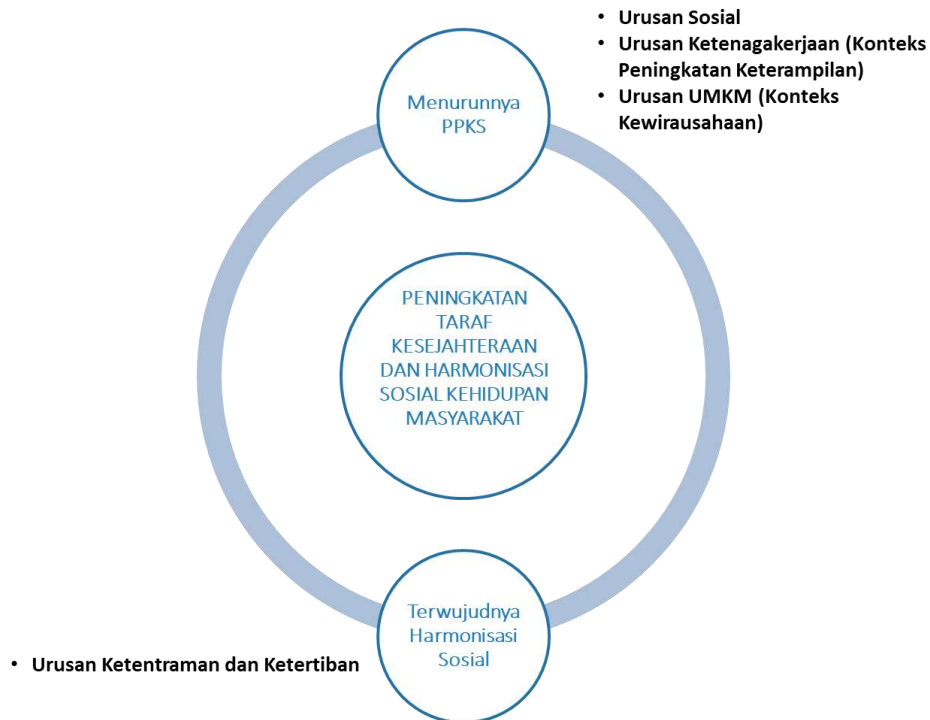 • Urusan Sosial
• Urusan Ketenagakerjaan (Konteks
Peningkatan Keterampilan)
• Urusan UMKM (Konteks
Kewirausahaan)
Menurunnya
PPKS
PENINGKATAN
TARAF
KESEJAHTERAAN
DAN HARMONISASI
SOSIAL KEHIDUPAN
MASYARAKAT
Terwujudnya
Harmonisasi
Sosial
• Urusan Ketentraman dan Ketertiban